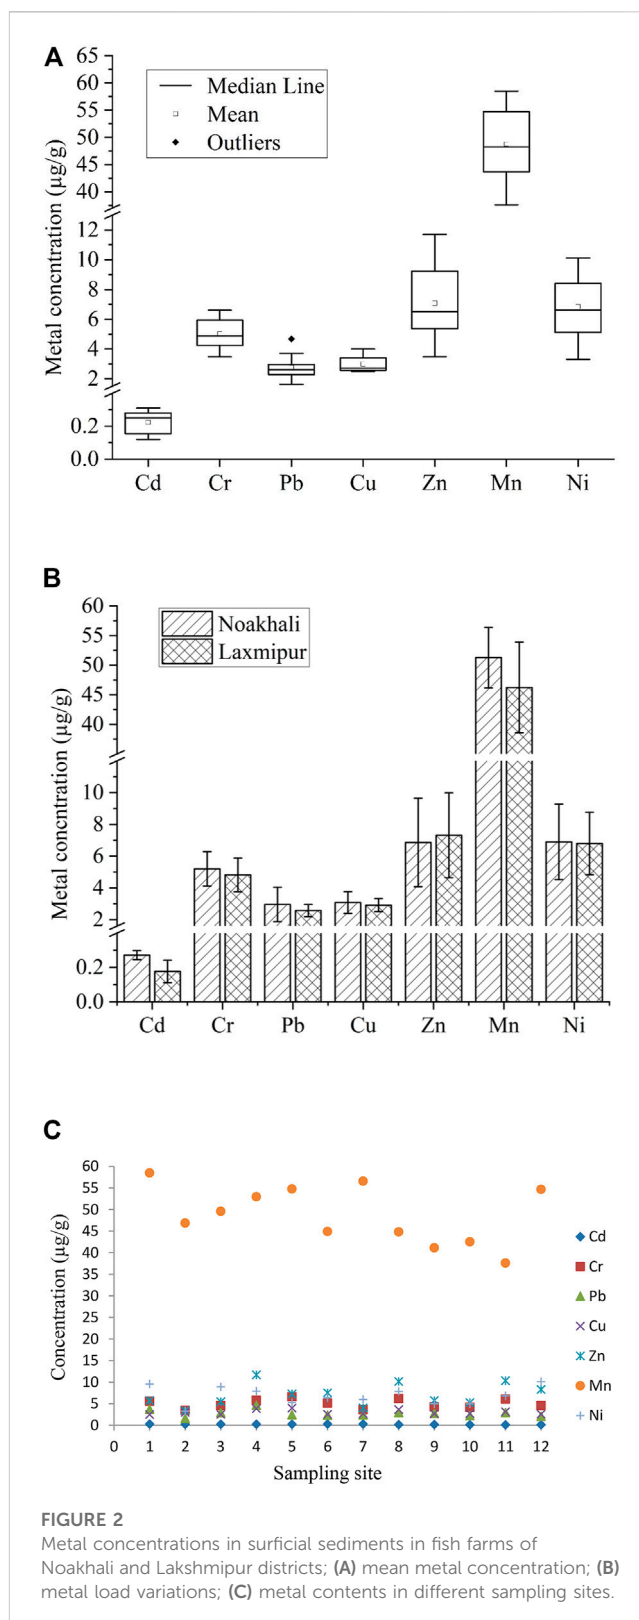 A
65
60
55
50
45
40
12
10
8
6
4
2
0.2
0.0
Metal concntration (µg/g)
Median Line
Mean
Outliers
Cd Cr Pb Cu Zn Mn Ni
B
60
55
50
45
40
10
8
6
4
2
0.2
0.0
Metal concntration (µg/g)
Noakhali
Laxmipur
Cd Cr Pb Cu Zn Mn Ni
C
60
55
50
45
40
35
30
25
20
15
10
5
0
Concentration (µg/g)
0 1 2 3 4 5 6 7 8 9 10 11 12
Sampling site
Cd
Cr
Pb
Cu
Zn
Mn
Ni
FIGURE 2
Metal concentrations in surficial sediments in fish farms of
Noakhali and Lakshmipur districts; (A) mean metal concentration; (B)
metal load variations; (C) metal contents in different sampling sites.